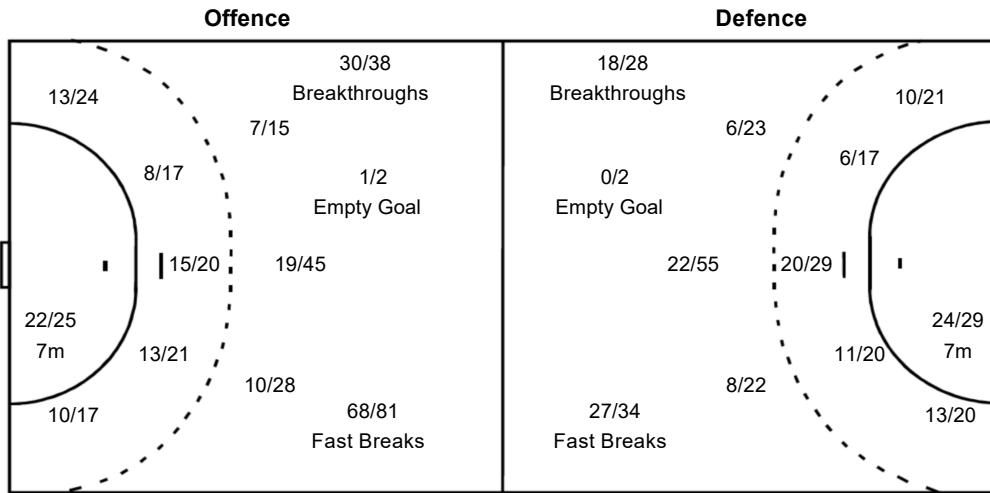 Offence
Defence
30/38
Breakthroughs
18/28
Breakthroughs
13/24
10/21
7/15
6/23
8/17
6/17
1/2
Empty Goal
0/2
Empty Goal
15/20
19/45
22/55
20/29
22/25
7m
24/29
7m
13/21
11/20
10/28
8/22
10/17
13/20
68/81
Fast Breaks
27/34
Fast Breaks